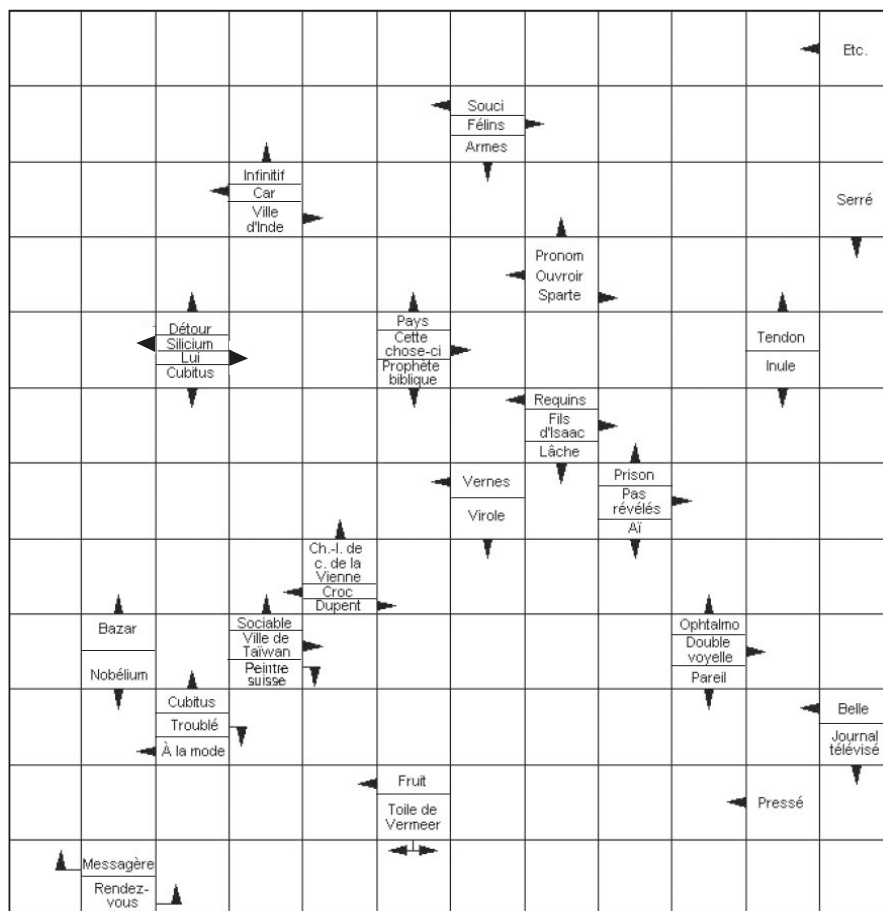 Etc.
Souci
Félins
Armes
Infinitif
Car
Ville
d'Inde
Serré
Pronom
Ouvroir
Sparte
Détour
Silicium
Lui
Cubitus
Pays
Cette
chose-ci
Prophète
biblique
Tendon
Inule
Requins
Fils
d'Isaac
Lâche
Vernes
Virole
Prison
Pas
révélés
Aï
Ch.-l. de
c. de la
Vienne
Croc
Dupent
Bazar
Nobélium
Sociable
Ville de
Taïwan
Peintre
suisse
Ophtalmo
Double
voyelle
Pareil
Cubitus
Troublé
À la mode
Belle
Journal
télévisé
Fruit
Toile de
Vermeer
Pressé
Messagère
Rendez-
vous